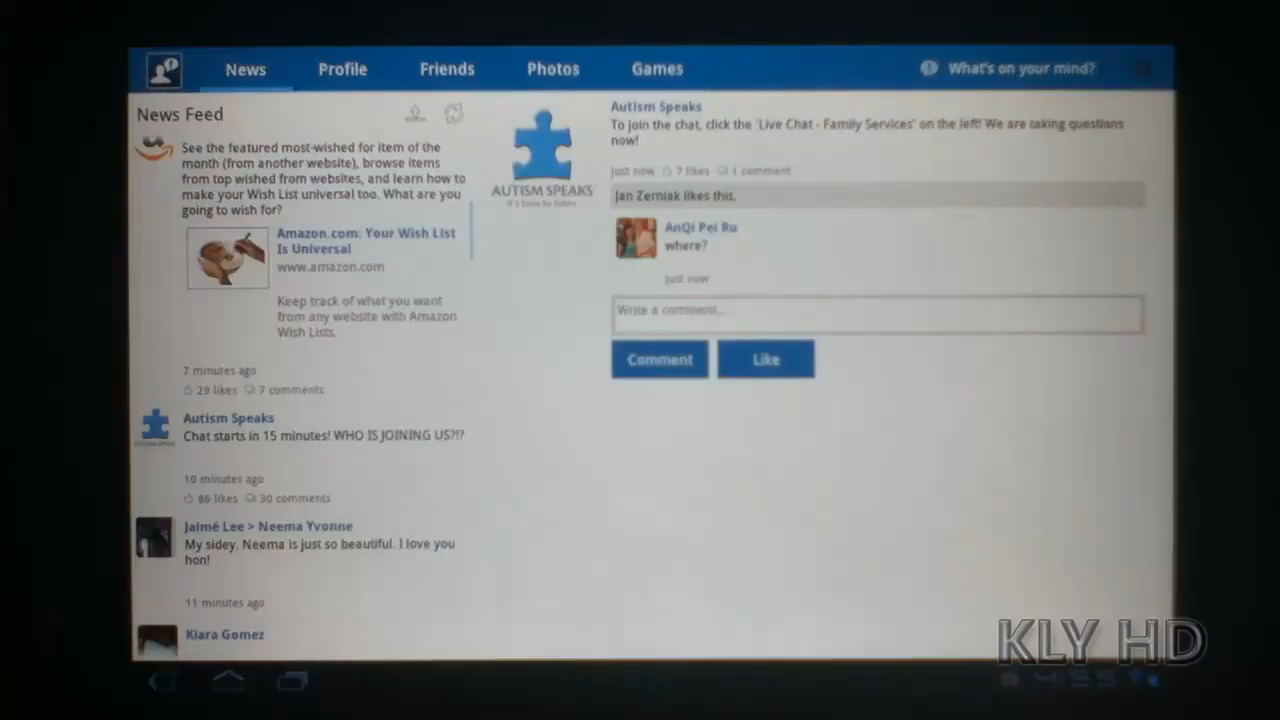 News
Profile
Friends
Photos
Games
What's on your mind?
News Feed
See the featured most-wished for item of the
month (from another website), browse items
from top wished from websites, and learn how to
make your Wish List universal too. What are you
going to wish for?
Amazon.com: Your Wish List
Is Universal
www.amazon.com
Keep track of what you want
from any website with Amazon
Wish Lists.
7 minutes ago
29 likes 7 comments
Autism Speaks
Chat starts in 15 minutes! WHO IS JOINING US?!?
10 minutes ago
86 likes 30 comments
Jaimé Lee > Neema Yvonne
My sidey. Neema is just so beautiful. I love you
hon!
11 minutes ago
Kiara Gomez
AUTISM SPEAKS
Autism Speaks
To join the chat, click the 'Live Chat - Family Services' on the left! We are taking questions
now!
just now 7 likes 1 comment
Jan Zerniak likes this.
AnQi Pei Ru
where?
just now
Write a comment...
Comment
Like
KLY HD
4:55